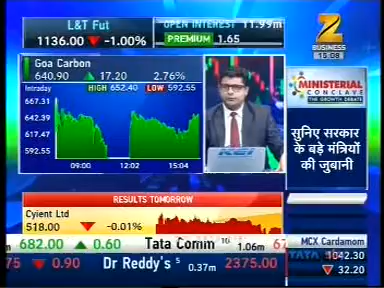 L&T Fut
1136.00 -1.00%
OPEN INTEREST 11.99m
PREMIUM 1.65
Z
BUSINESS
15:08
Goa Carbon
640.90 17.20 2.76%
Intraday HIGH 652.40 LOW 592.55
667.31
642.39
617.47
592.55
09:00 12:02 15:04
MINISTERIAL
CONCLAVE
THE GROWTH DEBATE
सुनिए सरकार
के बड़े मंत्रियों
की जुबानी
RESULTS TOMORROW
Cyient Ltd
518.00 -0.01%
682.00 0.60 Tata Comm 10 1.06m 67
75 0.90 Dr Reddy's 5 0.37m 2375.00
MCX Cardamom
1042.30
32.20